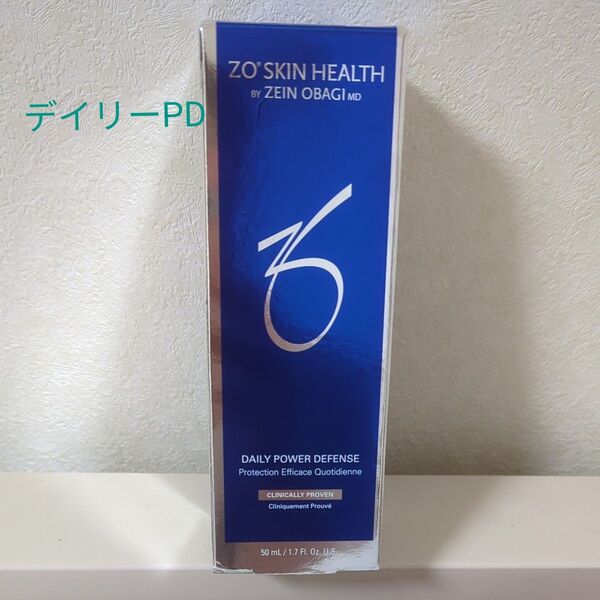 ZO® SKIN HEALTH
BY ZEIN OBAGI MD
デイリーPD
ZO
DAILY POWER DEFENSE
Protection Efficace Quotidienne
CLINICALLY PROVEN
Cliniquement Prouvé
50 mL / 1.7 Fl. Oz. U.S.